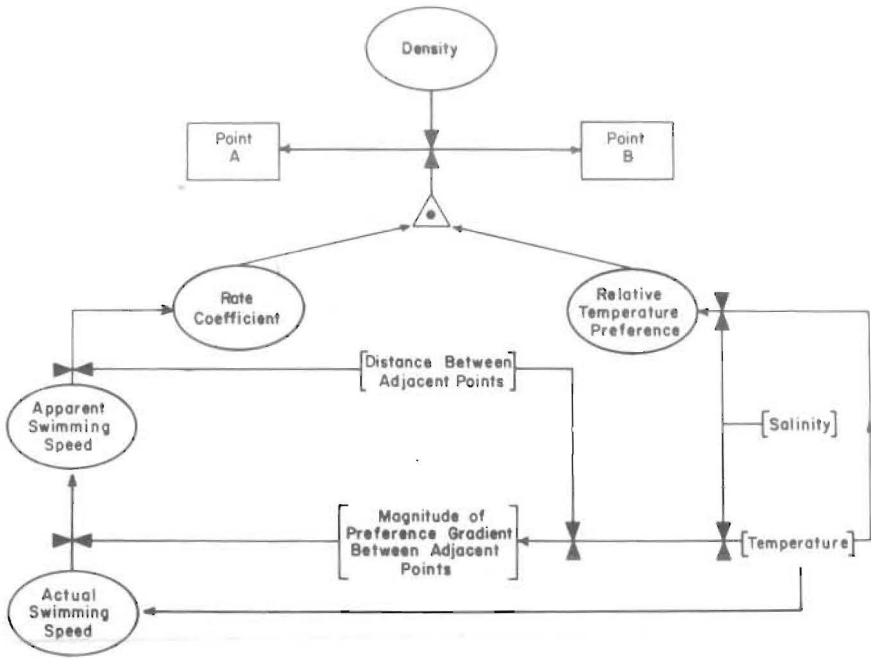 Density
Point
A
Point
B
Rate
Coefficient
Relative
Temperature
Preference
[Distance Between
Adjacent Points]
Apparent
Swimming
Speed
[Salinity]
[Magnitude of
Preference Gradient
Between Adjacent
Points]
[Temperature]
Actual
Swimming
Speed